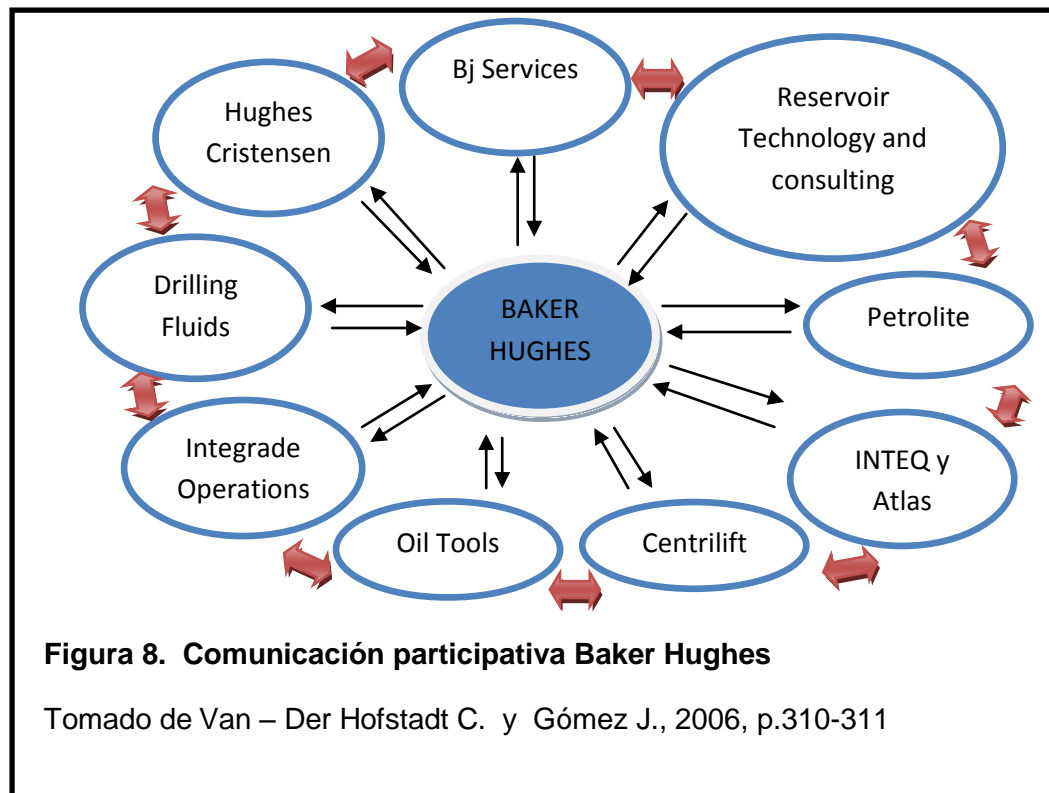 Bj Services
Hughes
Cristensen
Reservoir
Technology and
consulting
Drilling
Fluids
BAKER
HUGHES
Petrolite
Integrade
Operations
INTEQ y
Atlas
Oil Tools
Centrilift
Figura 8.  Comunicación participativa Baker Hughes
Tomado de Van – Der Hofstadt C.  y  Gómez J., 2006, p.310-311